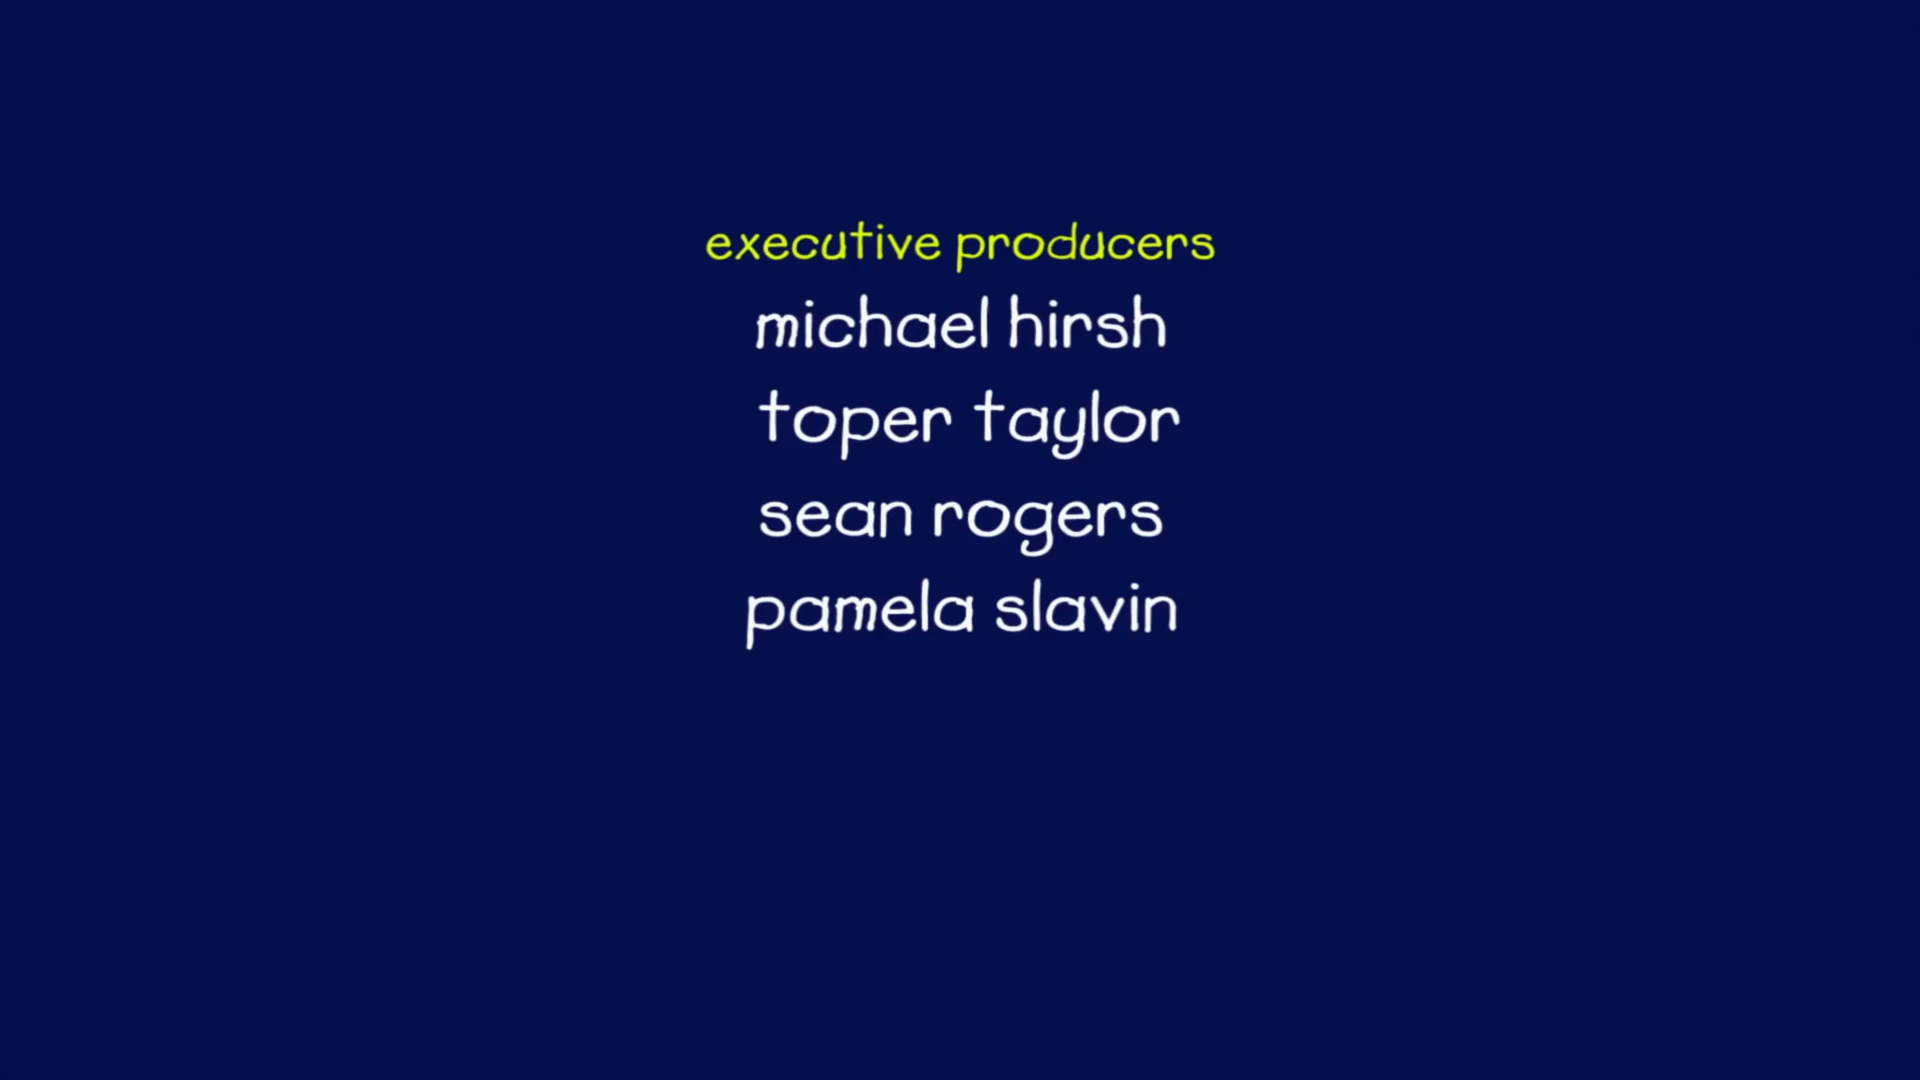 executive producers
michael hirsh
toper taylor
sean rogers
pamela slavin